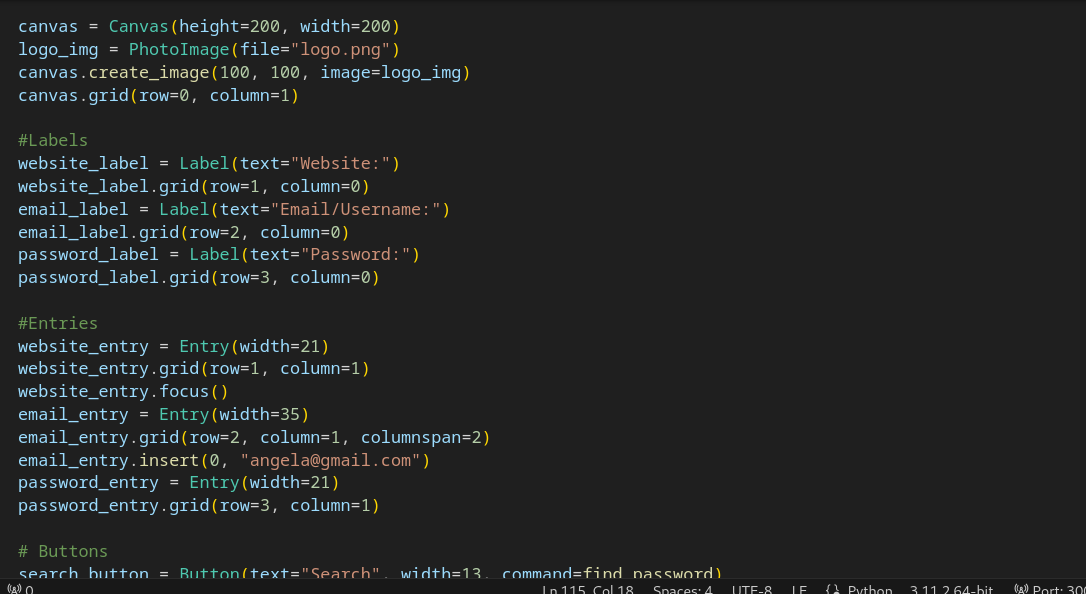 canvas = Canvas(height=200, width=200)
logo_img = PhotoImage(file="logo.png")
canvas.create_image(100, 100, image=logo_img)
canvas.grid(row=0, column=1)
#Labels
website_label = Label(text="Website:")
website_label.grid(row=1, column=0)
email_label = Label(text="Email/Username:")
email_label.grid(row=2, column=0)
password_label = Label(text="Password:")
password_label.grid(row=3, column=0)
#Entries
website_entry = Entry(width=21)
website_entry.grid(row=1, column=1)
website_entry.focus()
email_entry = Entry(width=35)
email_entry.grid(row=2, column=1, columnspan=2)
email_entry.insert(0, "angela@gmail.com")
password_entry = Entry(width=21)
password_entry.grid(row=3, column=1)
# Buttons
search_button = Button(text="Search", width=13, command=find_password)
0 Ln 115, Col 18 Spaces: 4 UTF-8 LF Python 3.11.2 64-bit Port: